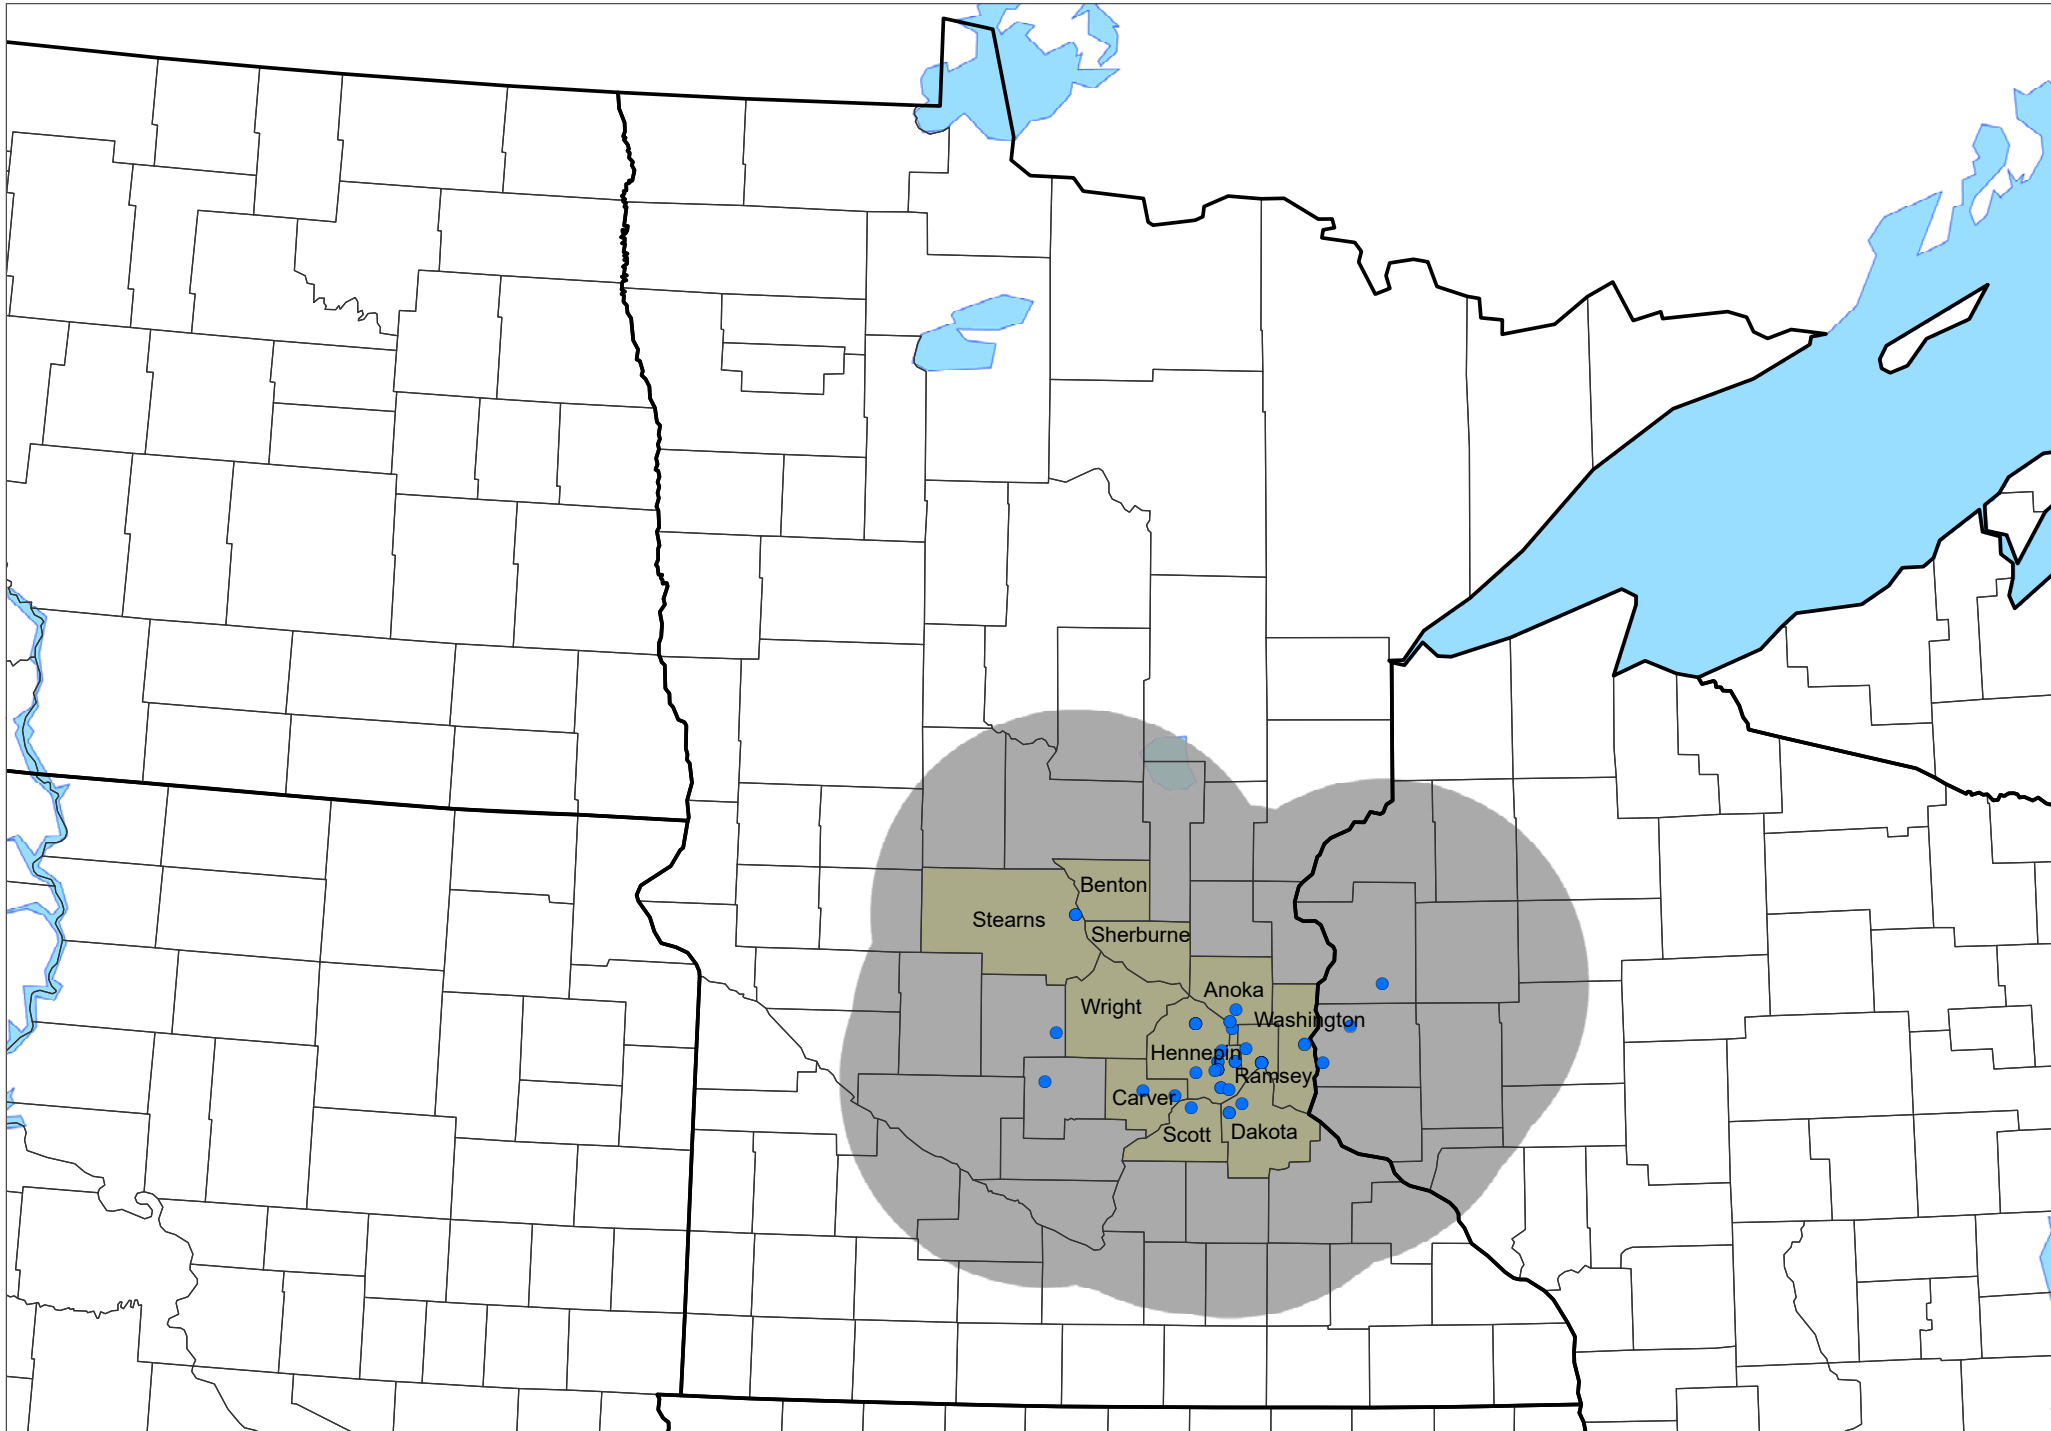 Benton
Stearns
Sherburne
Anoka
Wright
Washington
Hennepin
Ramsey
Carver
Scott
Dakota